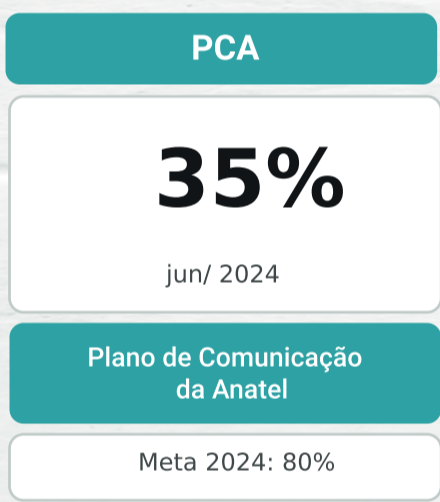 PCA
35%
jun/ 2024
Plano de Comunicação
da Anatel
Meta 2024: 80%